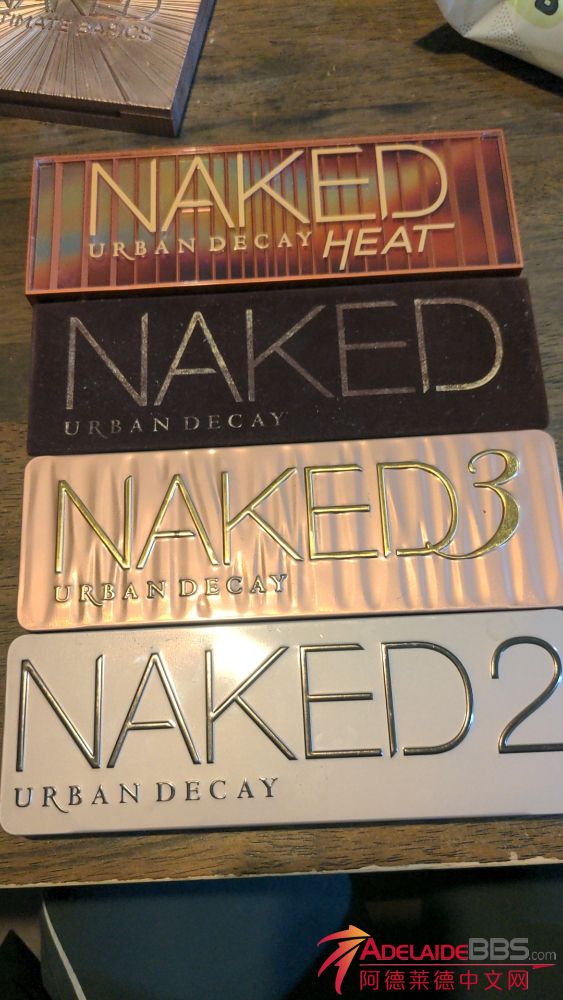 ULTIMATE BASICS
NAKED
URBAN DECAY HEAT
NAKED
URBAN DECAY
NAKED3
URBAN DECAY
NAKED2
URBAN DECAY
ADELAIDEBBS.com
阿德莱德中文网